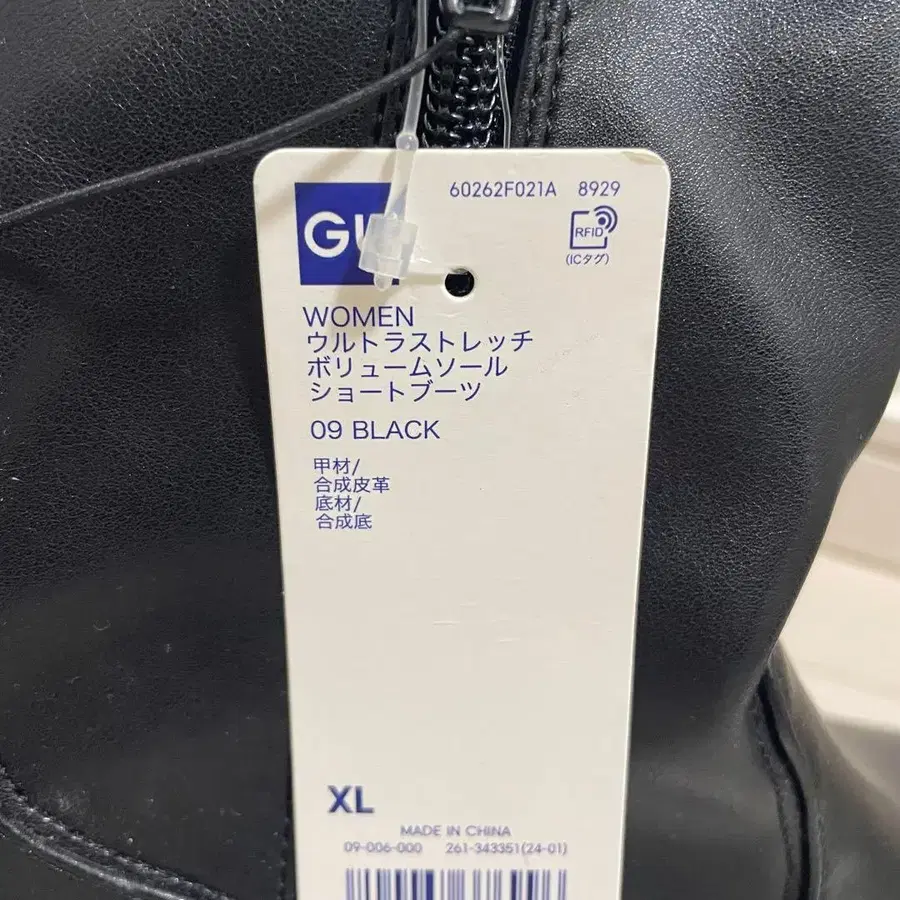 60262F021A 8929
GU
RFID
(ICタグ)
WOMEN
ウルトラストレッチ
ボリュームソール
ショートブーツ
09 BLACK
甲材/
合成皮革
底材/
合成底
XL
MADE IN CHINA
09-006-000 261-343351(24-01)